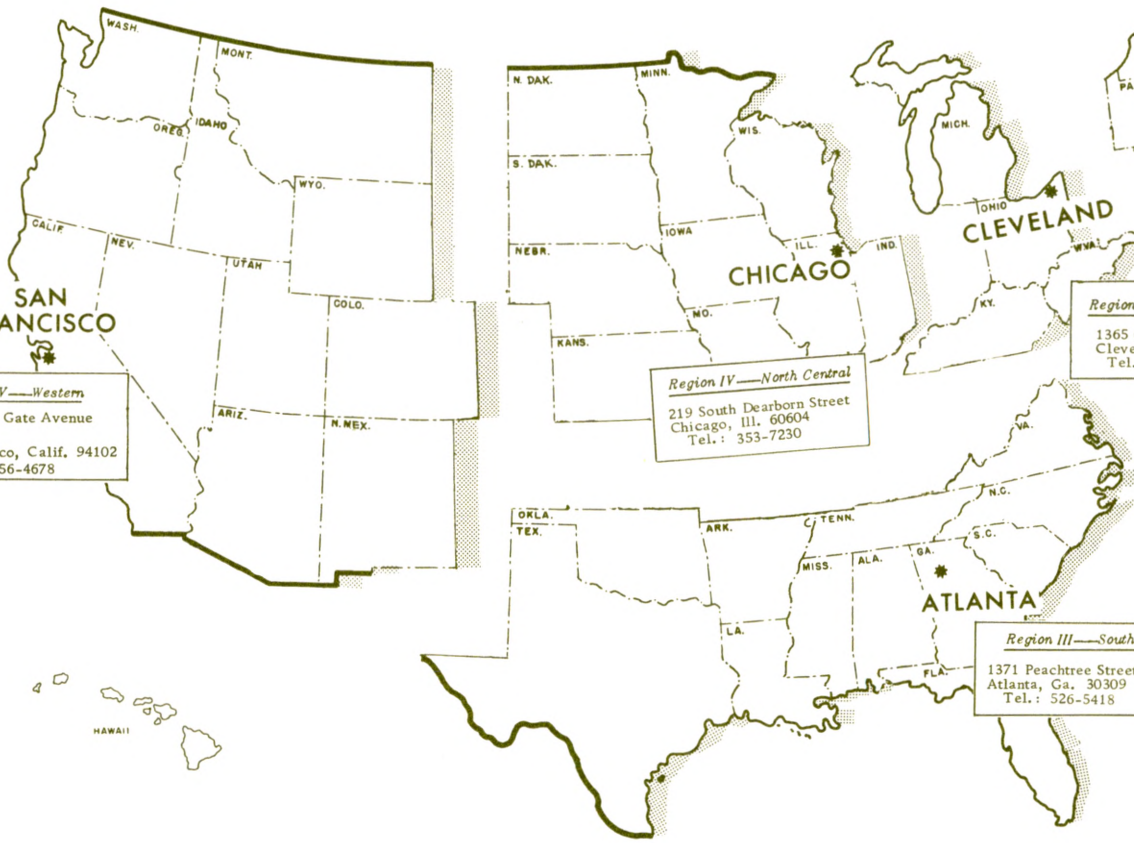 WASH.
MONT.
OREG.
IDAHO
WYO.
CALIF.
NEV.
UTAH
COLO.
ARIZ.
N. MEX.
SAN
ANCISCO
V—Western
Gate Avenue
co, Calif. 94102
56-4678
HAWAII
N. DAK.
MINN.
S. DAK.
WIS.
NEBR.
IOWA
ILL.
IND.
MICH.
OHIO
PA
CLEVELAND
W.VA.
KY.
CHICAGO
MO.
KANS.
Region IV—North Central
219 South Dearborn Street
Chicago, Ill. 60604
Tel.: 353-7230
Region
1365
Cleve
Tel.
VA.
N.C.
S.C.
OKLA.
TEX.
ARK.
TENN.
MISS.
ALA.
GA.
LA.
FLA.
ATLANTA
Region III—South
1371 Peachtree Street
Atlanta, Ga. 30309
Tel.: 526-5418